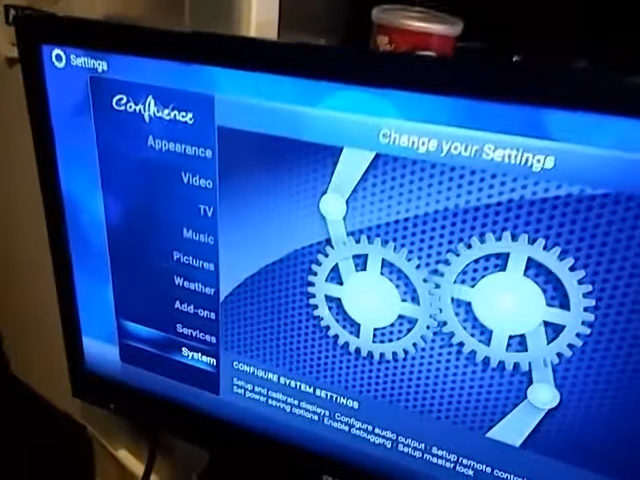 Settings
Confluence
Appearance
Video
TV
Music
Pictures
Weather
Add-ons
Services
System
Change your Settings
CONFIGURE SYSTEM SETTINGS
Setup and calibrate displays · Configure audio output · Setup remote contro
Set power saving options · Enable debugging · Setup master lock